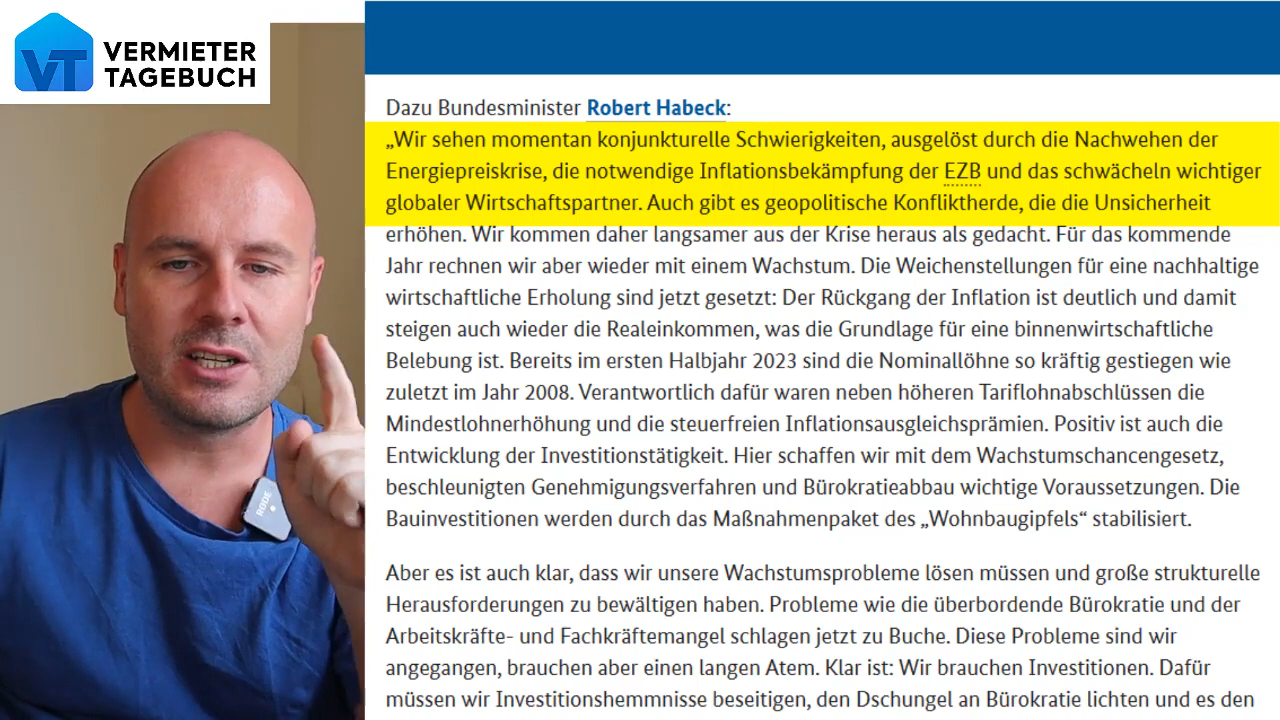 VT VERMIETER
TAGEBUCH
Dazu Bundesminister Robert Habeck:
„Wir sehen momentan konjunkturelle Schwierigkeiten, ausgelöst durch die Nachwehen der
Energiepreiskrise, die notwendige Inflationsbekämpfung der EZB und das schwächeln wichtiger
globaler Wirtschaftspartner. Auch gibt es geopolitische Konfliktherde, die die Unsicherheit
erhöhen. Wir kommen daher langsamer aus der Krise heraus als gedacht. Für das kommende
Jahr rechnen wir aber wieder mit einem Wachstum. Die Weichenstellungen für eine nachhaltige
wirtschaftliche Erholung sind jetzt gesetzt: Der Rückgang der Inflation ist deutlich und damit
steigen auch wieder die Realeinkommen, was die Grundlage für eine binnenwirtschaftliche
Belebung ist. Bereits im ersten Halbjahr 2023 sind die Nominallöhne so kräftig gestiegen wie
zuletzt im Jahr 2008. Verantwortlich dafür waren neben höheren Tariflohnabschlüssen die
Mindestlohnerhöhung und die steuerfreien Inflationsausgleichsprämien. Positiv ist auch die
Entwicklung der Investitionstätigkeit. Hier schaffen wir mit dem Wachstumschancengesetz,
beschleunigten Genehmigungsverfahren und Bürokratieabbau wichtige Voraussetzungen. Die
Bauinvestitionen werden durch das Maßnahmenpaket des „Wohnbaugipfels“ stabilisiert.
Aber es ist auch klar, dass wir unsere Wachstumsprobleme lösen müssen und große strukturelle
Herausforderungen zu bewältigen haben. Probleme wie die überbordende Bürokratie und der
Arbeitskräfte- und Fachkräftemangel schlagen jetzt zu Buche. Diese Probleme sind wir
angegangen, brauchen aber einen langen Atem. Klar ist: Wir brauchen Investitionen. Dafür
müssen wir Investitionshemmnisse beseitigen, den Dschungel an Bürokratie lichten und es den
RODE